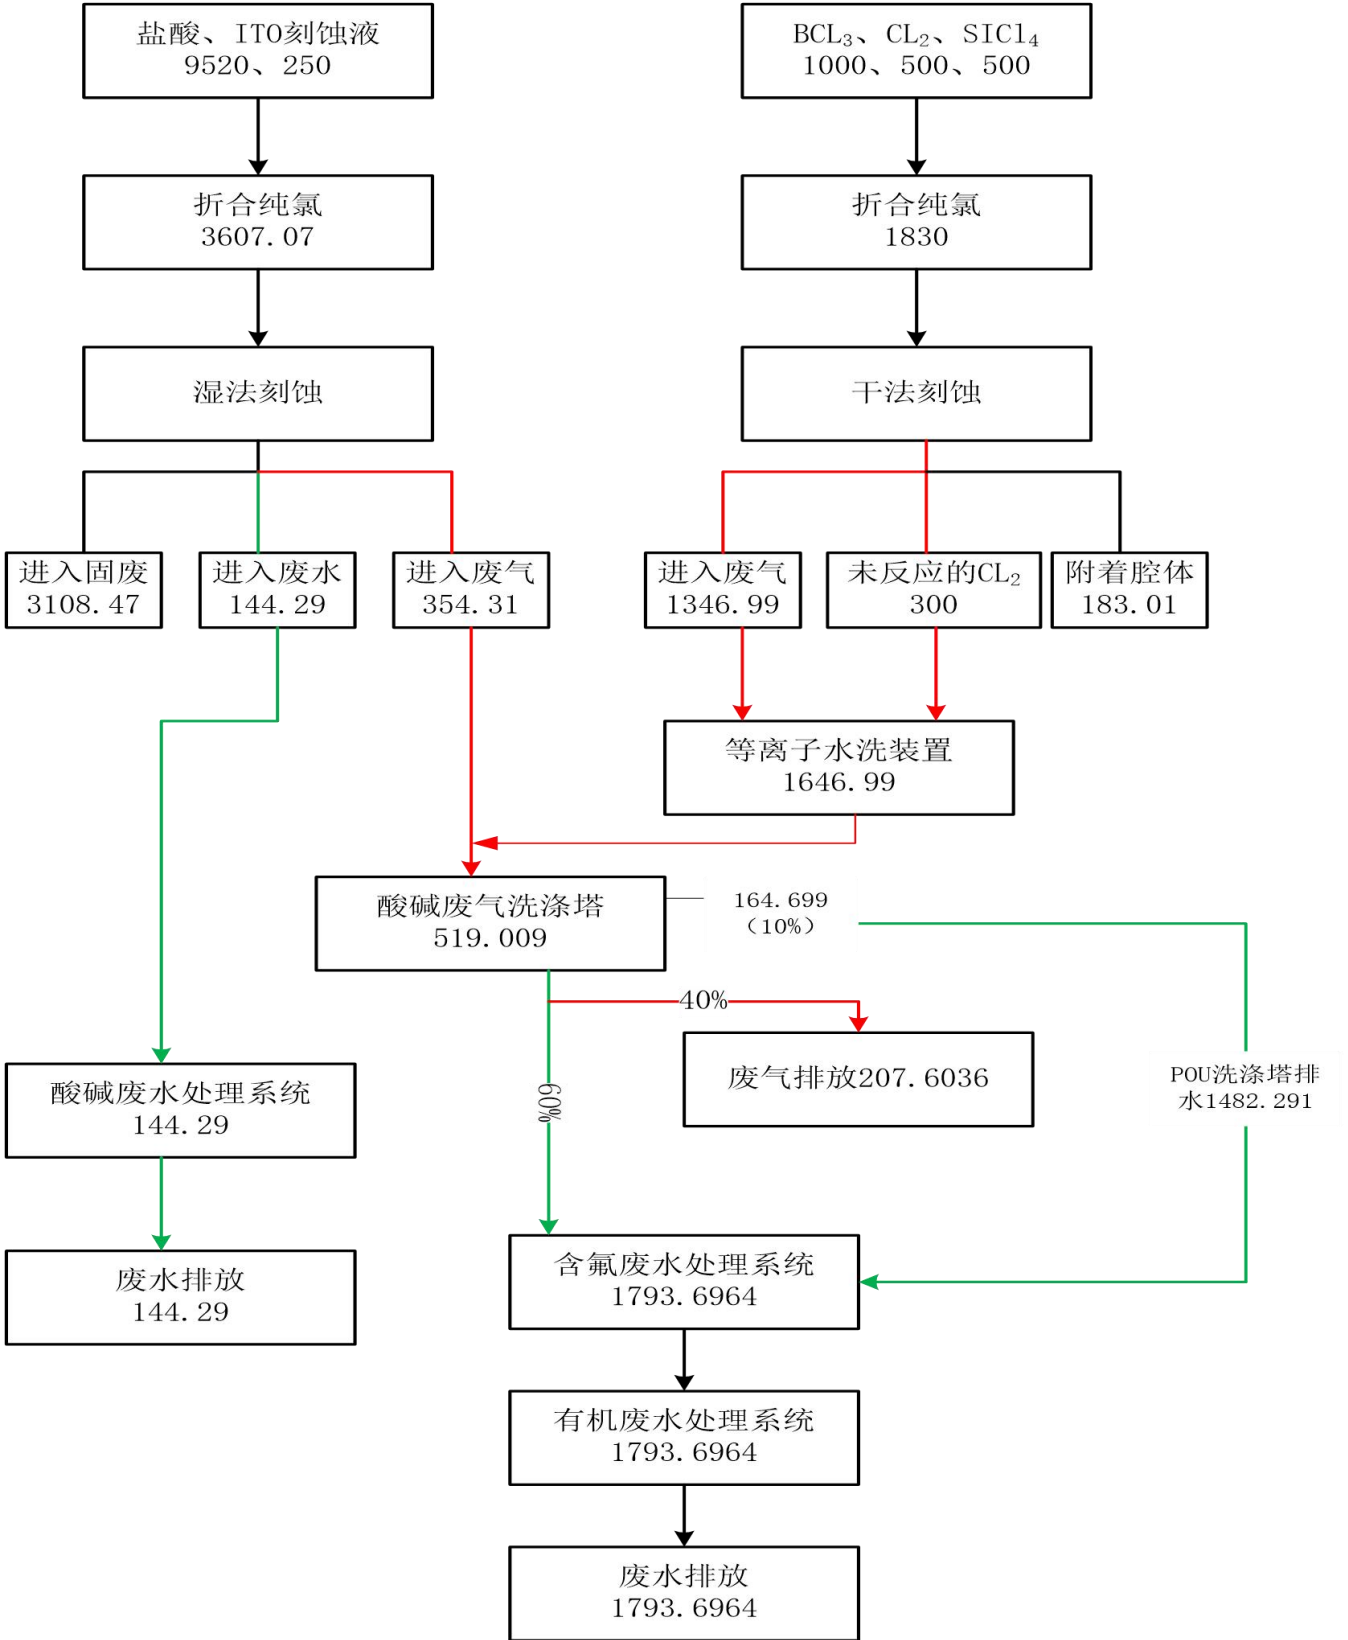 盐酸、ITO刻蚀液
9520、250
BCL₃、CL₂、SICl₄
1000、500、500
折合纯氯
3607.07
折合纯氯
1830
湿法刻蚀
干法刻蚀
进入固废
3108.47
进入废水
144.29
进入废气
354.31
进入废气
1346.99
未反应的CL₂
300
附着腔体
183.01
等离子水洗装置
1646.99
酸碱废气洗涤塔
519.009
164.699
（10%）
40%
废气排放207.6036
60%
POU洗涤塔排
水1482.291
酸碱废水处理系统
144.29
废水排放
144.29
含氟废水处理系统
1793.6964
有机废水处理系统
1793.6964
废水排放
1793.6964